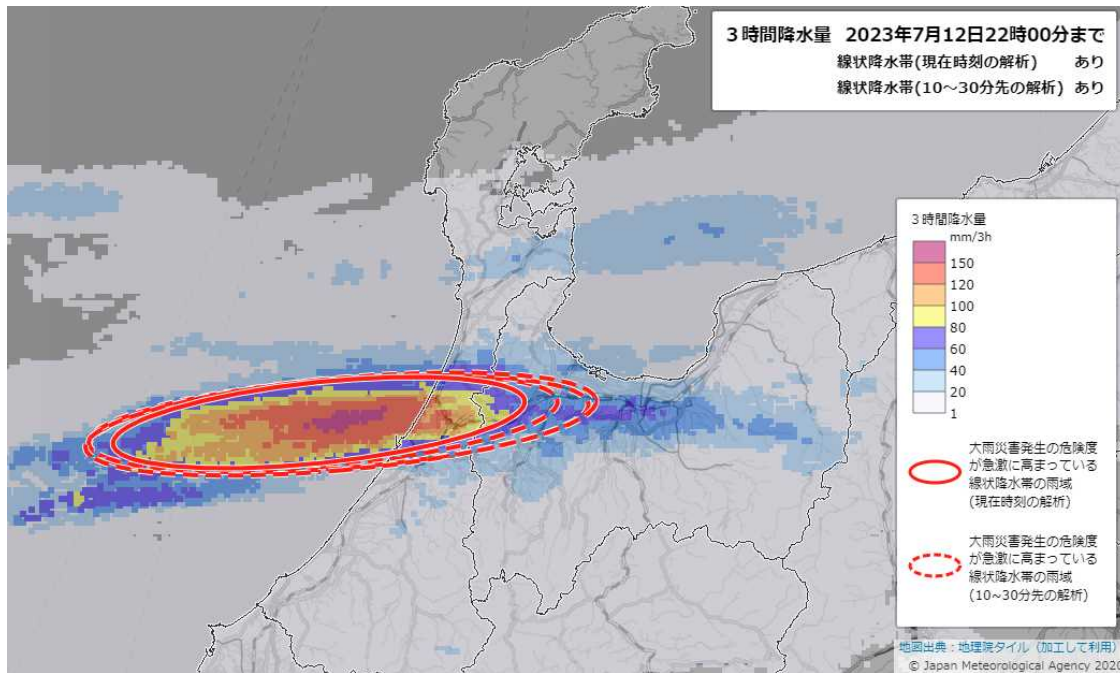 ３時間降水量 2023年7月12日22時00分まで
線状降水帯(現在時刻の解析) あり
線状降水帯(10～30分先の解析) あり
３時間降水量
mm/3h
150
120
100
80
60
40
20
1
大雨災害発生の危険度
が急激に高まっている
線状降水帯の雨域
(現在時刻の解析)
大雨災害発生の危険度
が急激に高まっている
線状降水帯の雨域
(10~30分先の解析)
地図出典：地理院タイル（加工して利用）
© Japan Meteorological Agency 2020